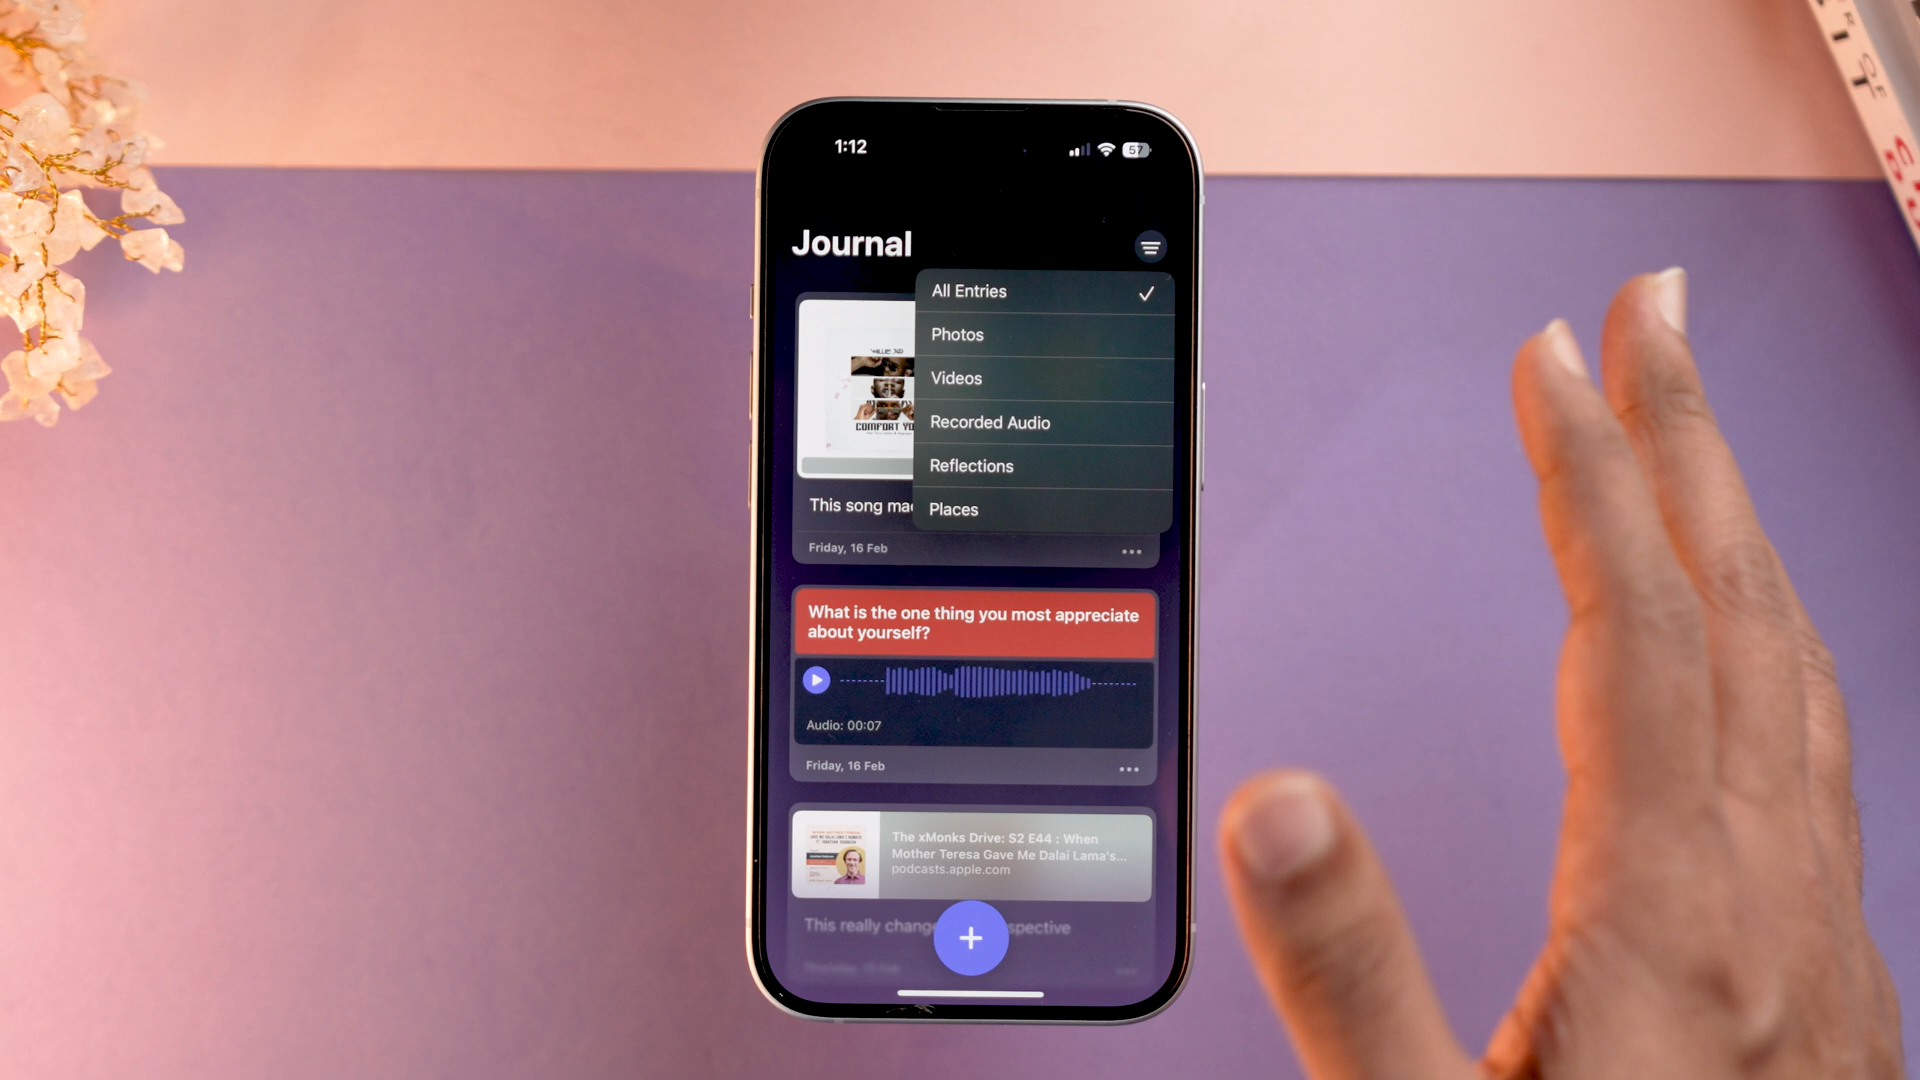 1:12
57
Journal
All Entries
Photos
Videos
Recorded Audio
Reflections
Places
COMFORT YO
This song ma
Friday, 16 Feb
What is the one thing you most appreciate
about yourself?
Audio: 00:07
Friday, 16 Feb
The xMonks Drive: S2 E44 : When
Mother Teresa Gave Me Dalai Lama's...
podcasts.apple.com
This really chang spective